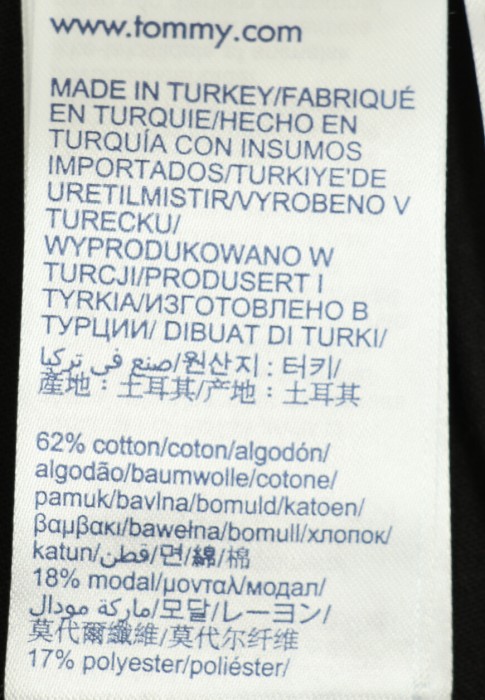 www.tommy.com
MADE IN TURKEY/FABRIQUÉ
EN TURQUIE/HECHO EN
TURQUÍA CON INSUMOS
IMPORTADOS/TURKIYE'DE
URETILMISTIR/VYROBENO V
TURECKU/
WYPRODUKOWANO W
TURCJI/PRODUSERT I
TYRKIA/ИЗГОТОВЛЕНО В
ТУРЦИИ/ DIBUAT DI TURKI/
صنع في تركيا/원산지 : 터키/
產地：土耳其/产地：土耳其
62% cotton/coton/algodón/
algodão/baumwolle/cotone/
pamuk/bavlna/bomuld/katoen/
βαμβακι/bawełna/bomull/хлопок/
katun/قطن/면/綿/棉
18% modal/μονταλ/модал/
ماركة مودال/모달/レーヨン/
莫代爾纖維/莫代尔纤维
17% polyester/poliéster/